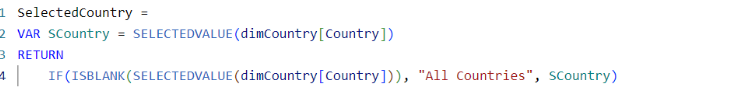 1 SelectedCountry =
2 VAR SCountry = SELECTEDVALUE(dimCountry[Country])
3 RETURN
4 IF(ISBLANK(SELECTEDVALUE(dimCountry[Country])), "All Countries", SCountry)